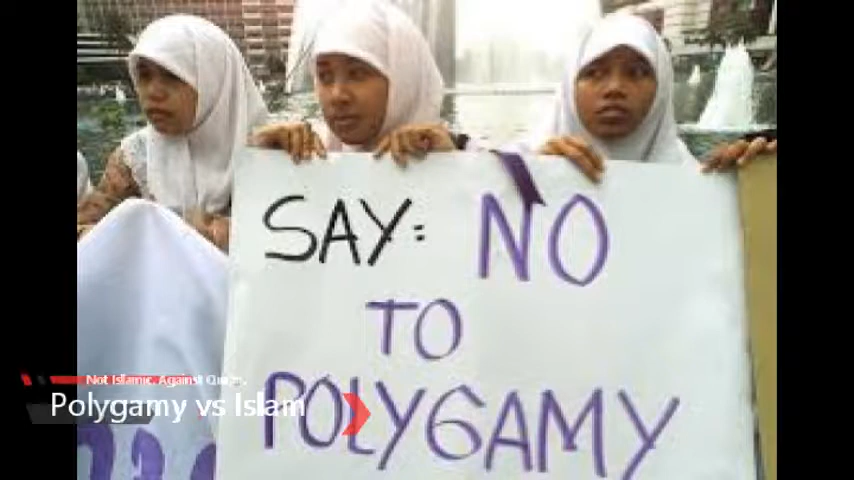 SAY: NO
TO
POLYGAMY
Not Islamic. Against Quran.
Polygamy vs Islam